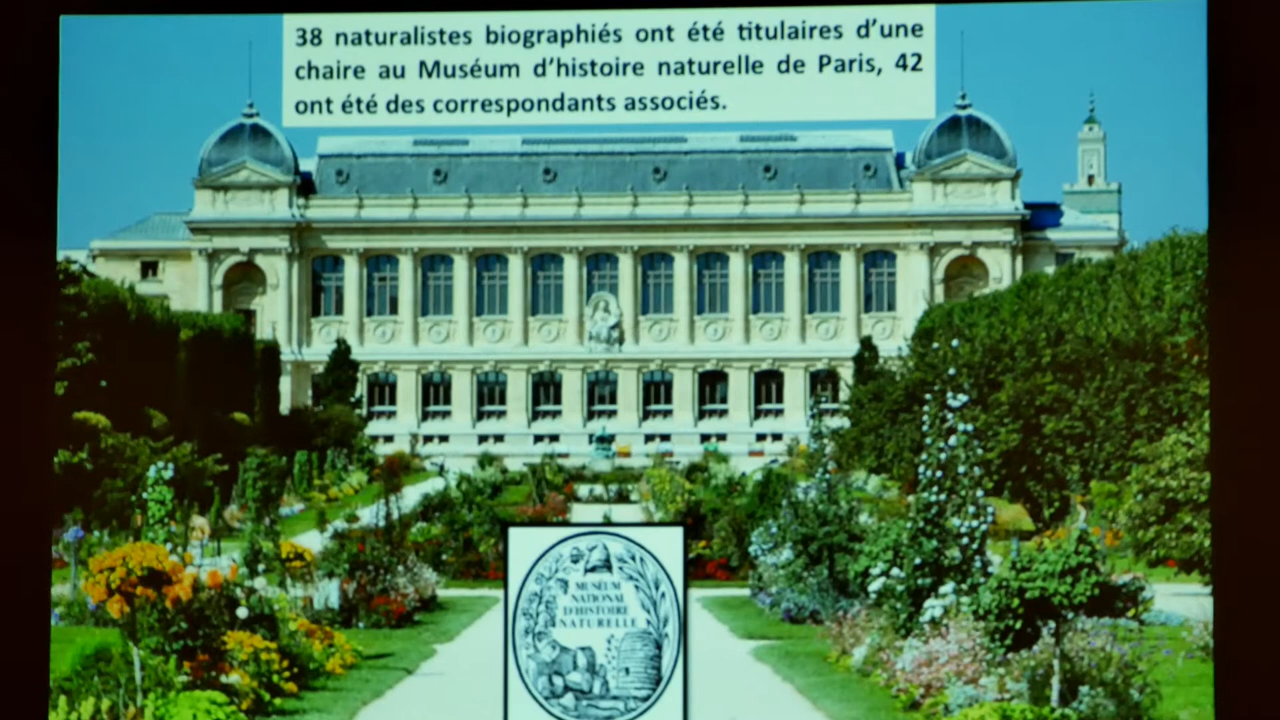 38 naturalistes biographiés ont été titulaires d’une
chaire au Muséum d’histoire naturelle de Paris, 42
ont été des correspondants associés.
MUSÉUM
NATIONAL
D'HISTOIRE
NATURELLE